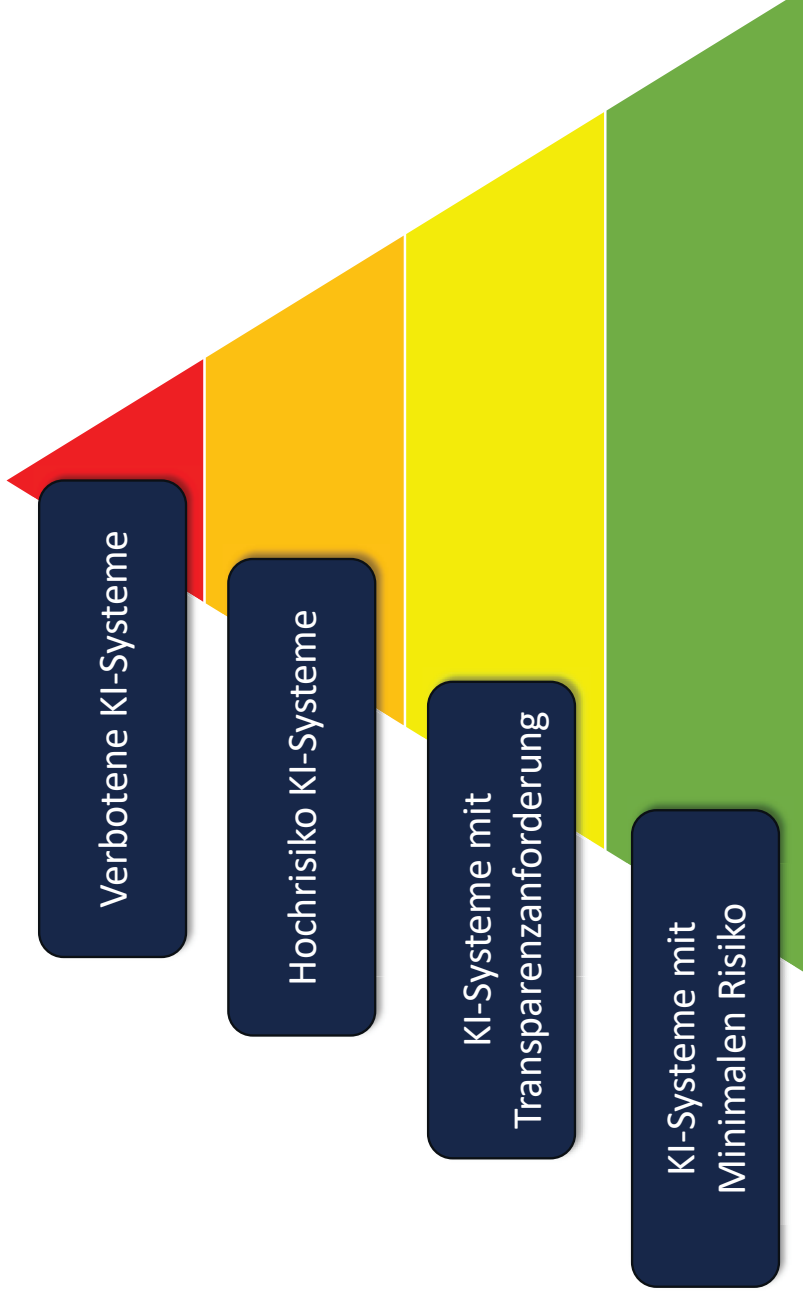 Verbotene KI-Systeme
Hochrisiko KI-Systeme
KI-Systeme mit
Transparenzanforderung
KI-Systeme mit
Minimalen Risiko